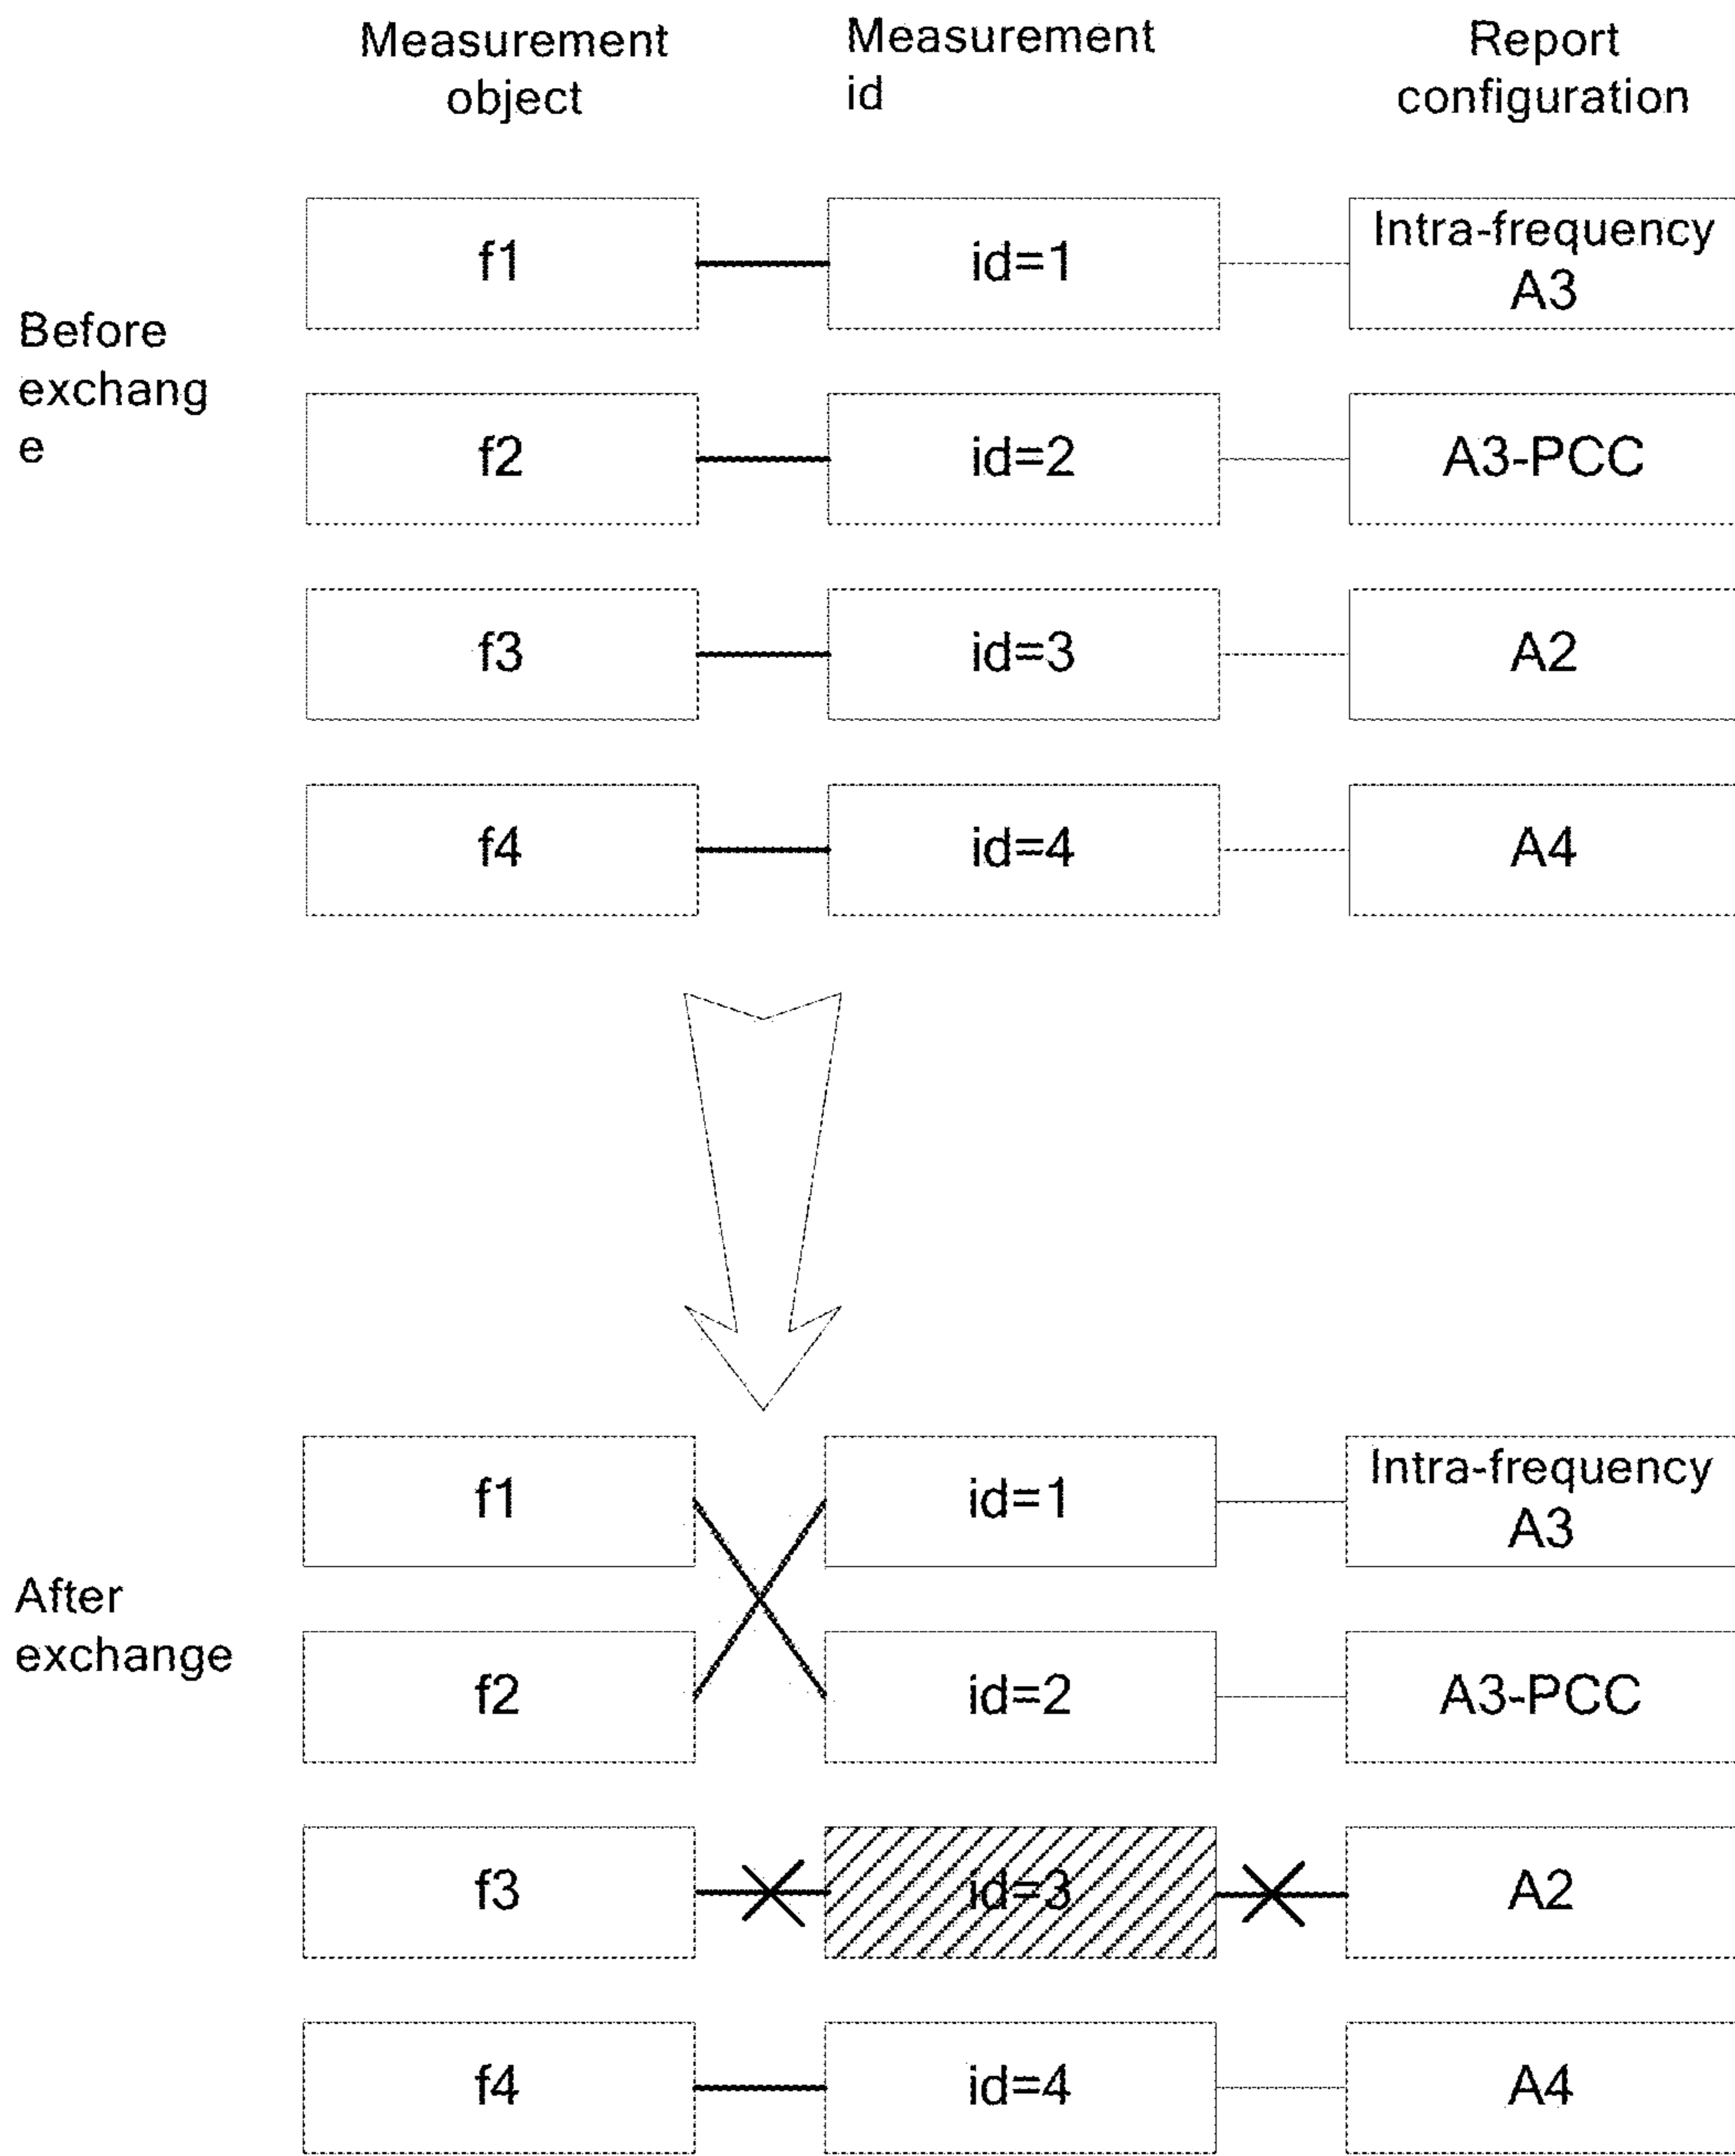 Measurement
object
Measurement
id
Report
configuration
Before
exchang
e
f1
id=1
Intra-frequency
A3
f2
id=2
A3-PCC
f3
id=3
A2
f4
id=4
A4
After
exchange
f1
id=1
Intra-frequency
A3
f2
id=2
A3-PCC
f3
id=3
A2
f4
id=4
A4